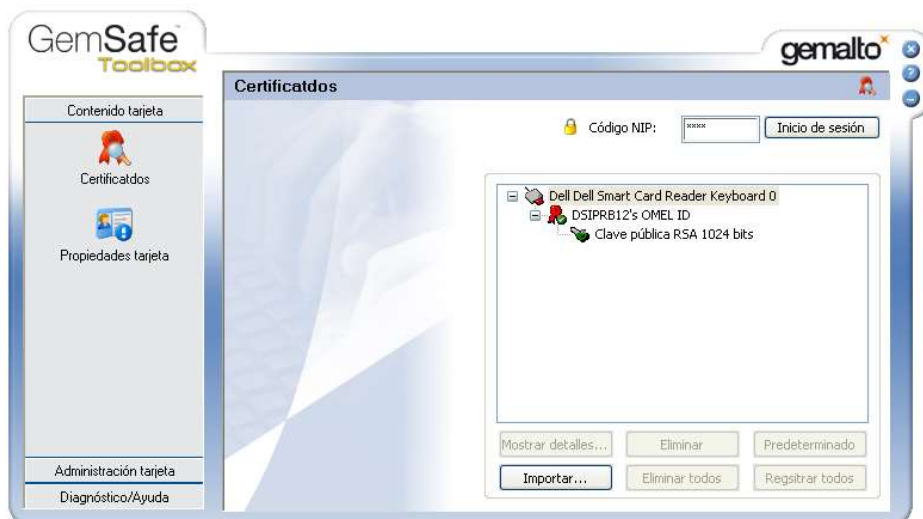 GemSafe
Toolbox
gemalto
Certificatdos
Contenido tarjeta
Certificatdos
Propiedades tarjeta
Administración tarjeta
Diagnóstico/Ayuda
Código NIP: **** Inicio de sesión
Dell Dell Smart Card Reader Keyboard 0
DSIPRB12's OMEL ID
Clave pública RSA 1024 bits
Mostrar detalles... Eliminar Predeterminado
Importar... Eliminar todos Regsitrar todos